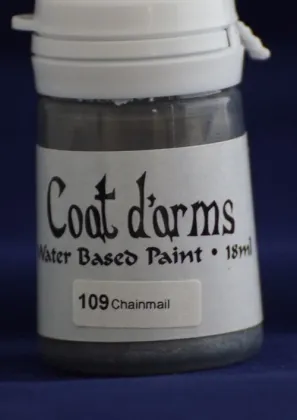 Coat d'arms
Water Based Paint • 18ml
109 Chainmail